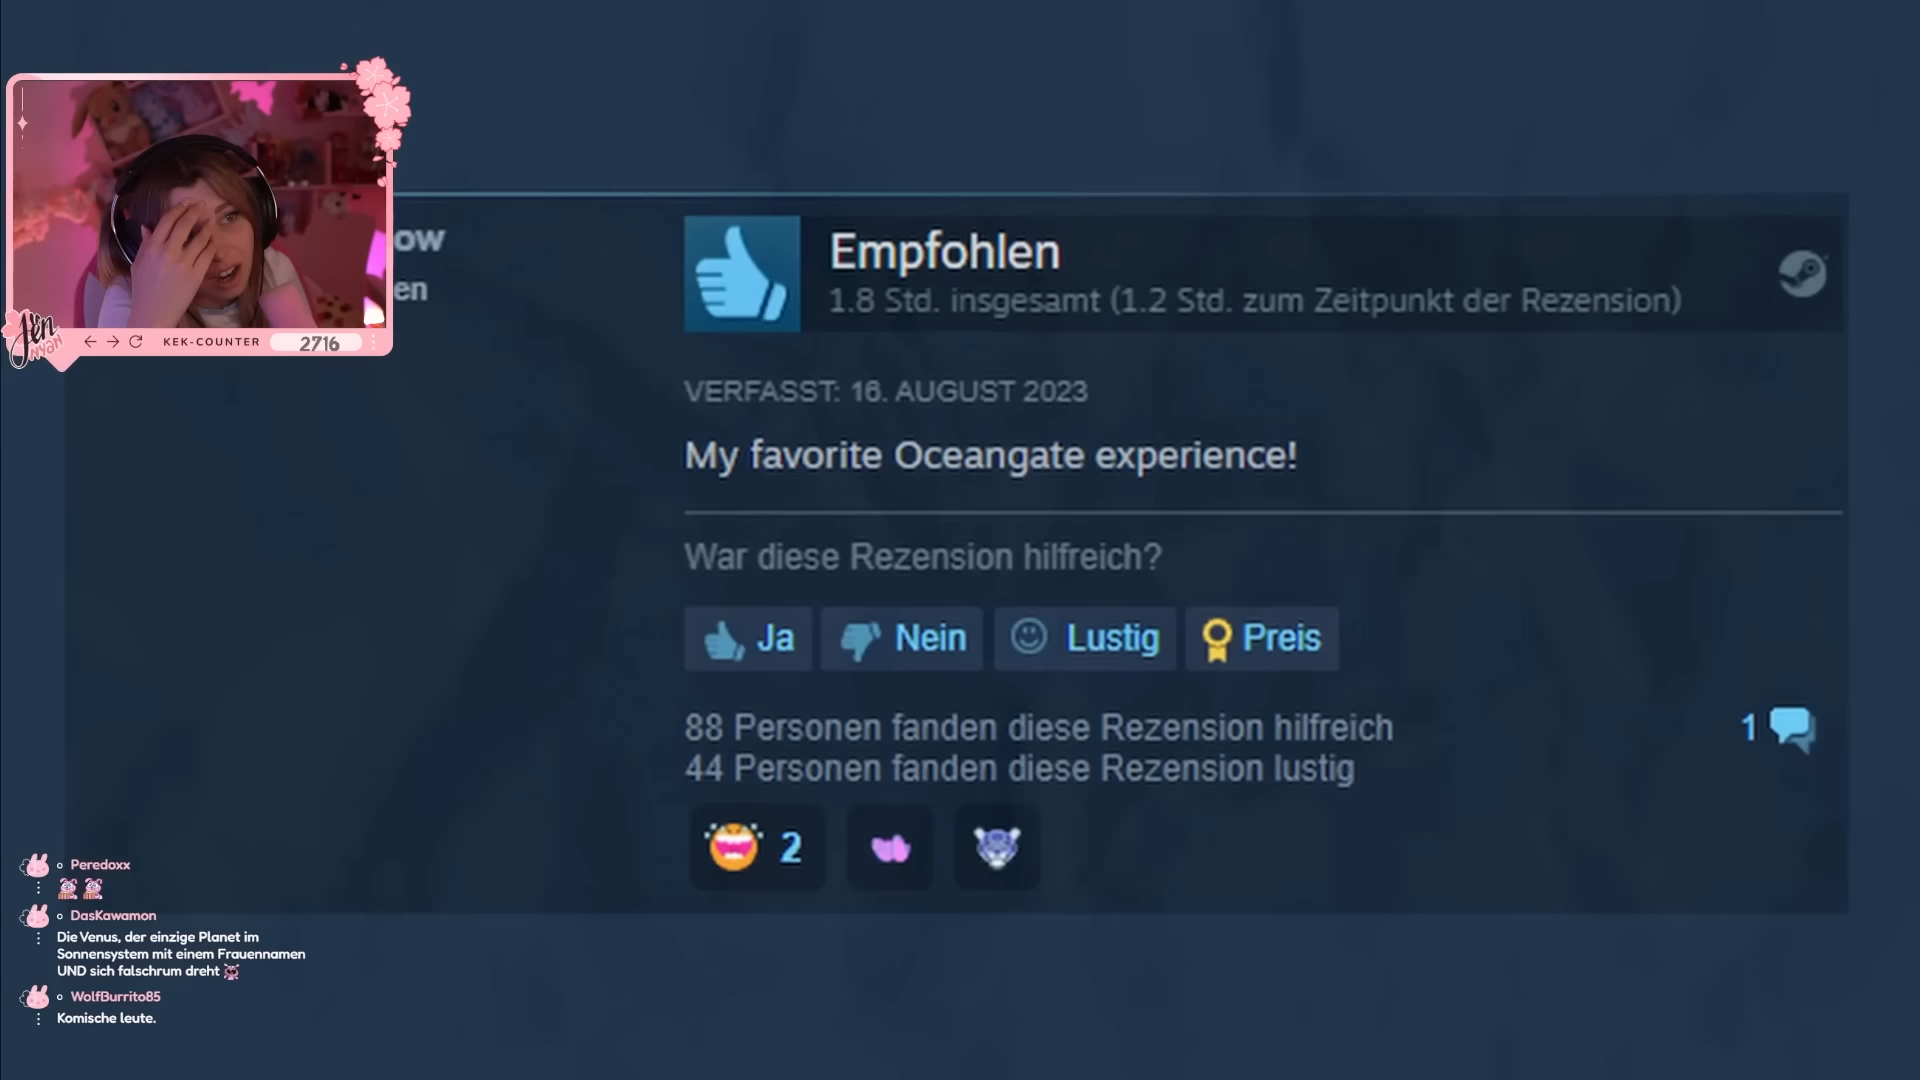 ow
en
Empfohlen
1.8 Std. insgesamt (1.2 Std. zum Zeitpunkt der Rezension)
VERFASST: 16. AUGUST 2023
My favorite Oceangate experience!
War diese Rezension hilfreich?
Ja
Nein
Lustig
Preis
88 Personen fanden diese Rezension hilfreich
44 Personen fanden diese Rezension lustig
1
2
Jen
NYAN
KEK-COUNTER
2716
Peredoxx
DasKawamon
Die Venus, der einzige Planet im
Sonnensystem mit einem Frauennamen
UND sich falschrum dreht
WolfBurrito85
Komische leute.